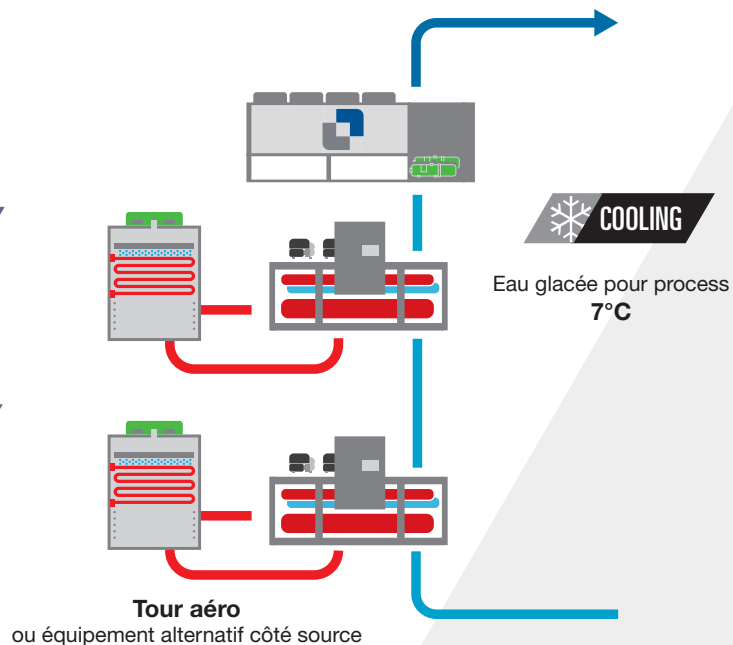 COOLING
Eau glacée pour process
7°C
Tour aéro
ou équipement alternatif côté source